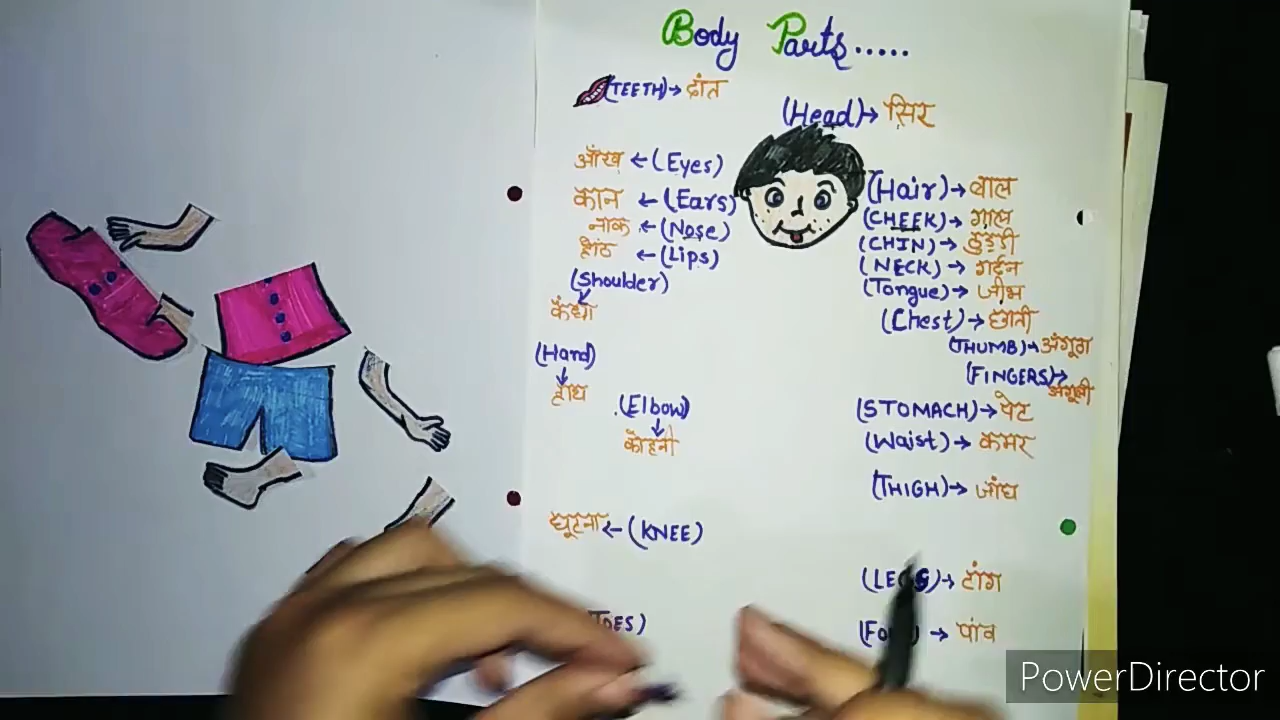 Body Parts.....
(TEETH)→ दांत
(Head)→ सिर
आँख ←(Eyes)
(Hair)→ बाल
कान ←(Ears)
(CHEEK)→ गाल
नाक ←(Nose)
(CHIN)→ ठुड्डी
होंठ ←(Lips)
(NECK)→ गर्दन
(Shoulder)
(Tongue)→ जीभ
कंधा
(Chest)→ छाती
(THUMB)→
(Hand)
(FINGERS)→
हाथ
(Elbow)
(STOMACH)→ पेट
कोहनी
(Waist)→ कमर
(THIGH)→ जांघ
घुटना←(KNEE)
→ टांग
→ पांव
PowerDirector